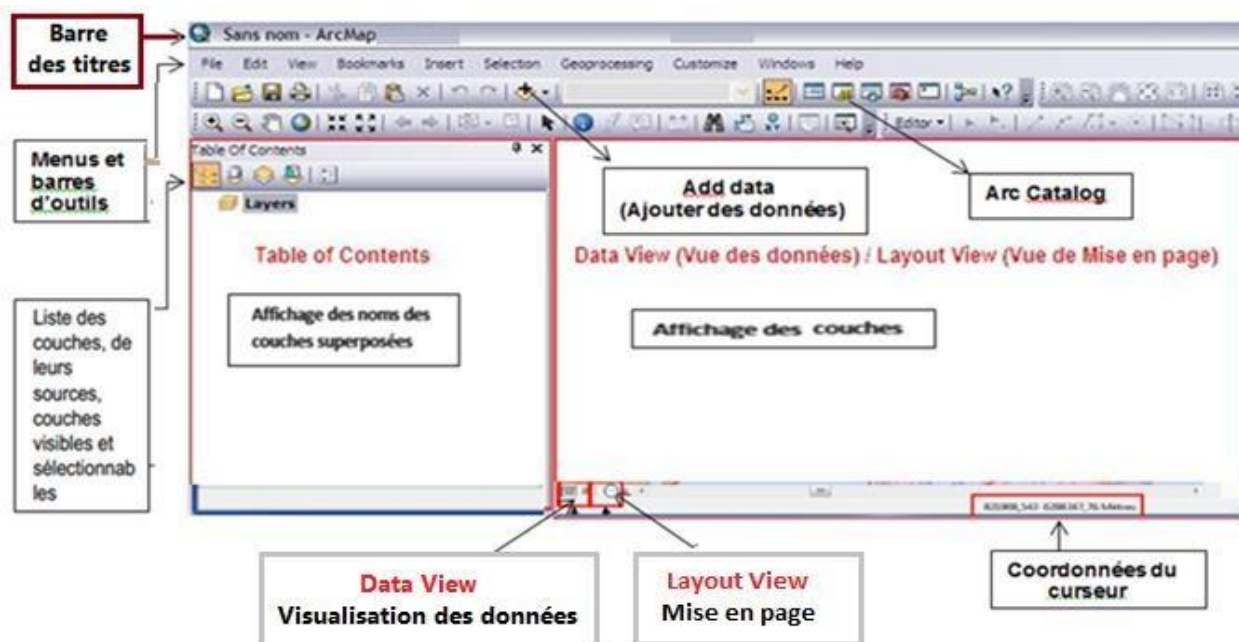 Barre
des titres
Sans nom - ArcMap
File Edit View Bookmarks Insert Selection Geoprocessing Customize Windows Help
Editor
Menus et
barres
d'outils
Table Of Contents
Layers
Add data
(Ajouter des données)
Arc Catalog
Table of Contents
Data View (Vue des données) / Layout View (Vue de Mise en page)
Liste des
couches, de
leurs
sources,
couches
visibles et
sélectionnab
les
Affichage des noms des
couches superposées
Affichage des couches
Data View
Visualisation des données
Layout View
Mise en page
Coordonnées du
curseur